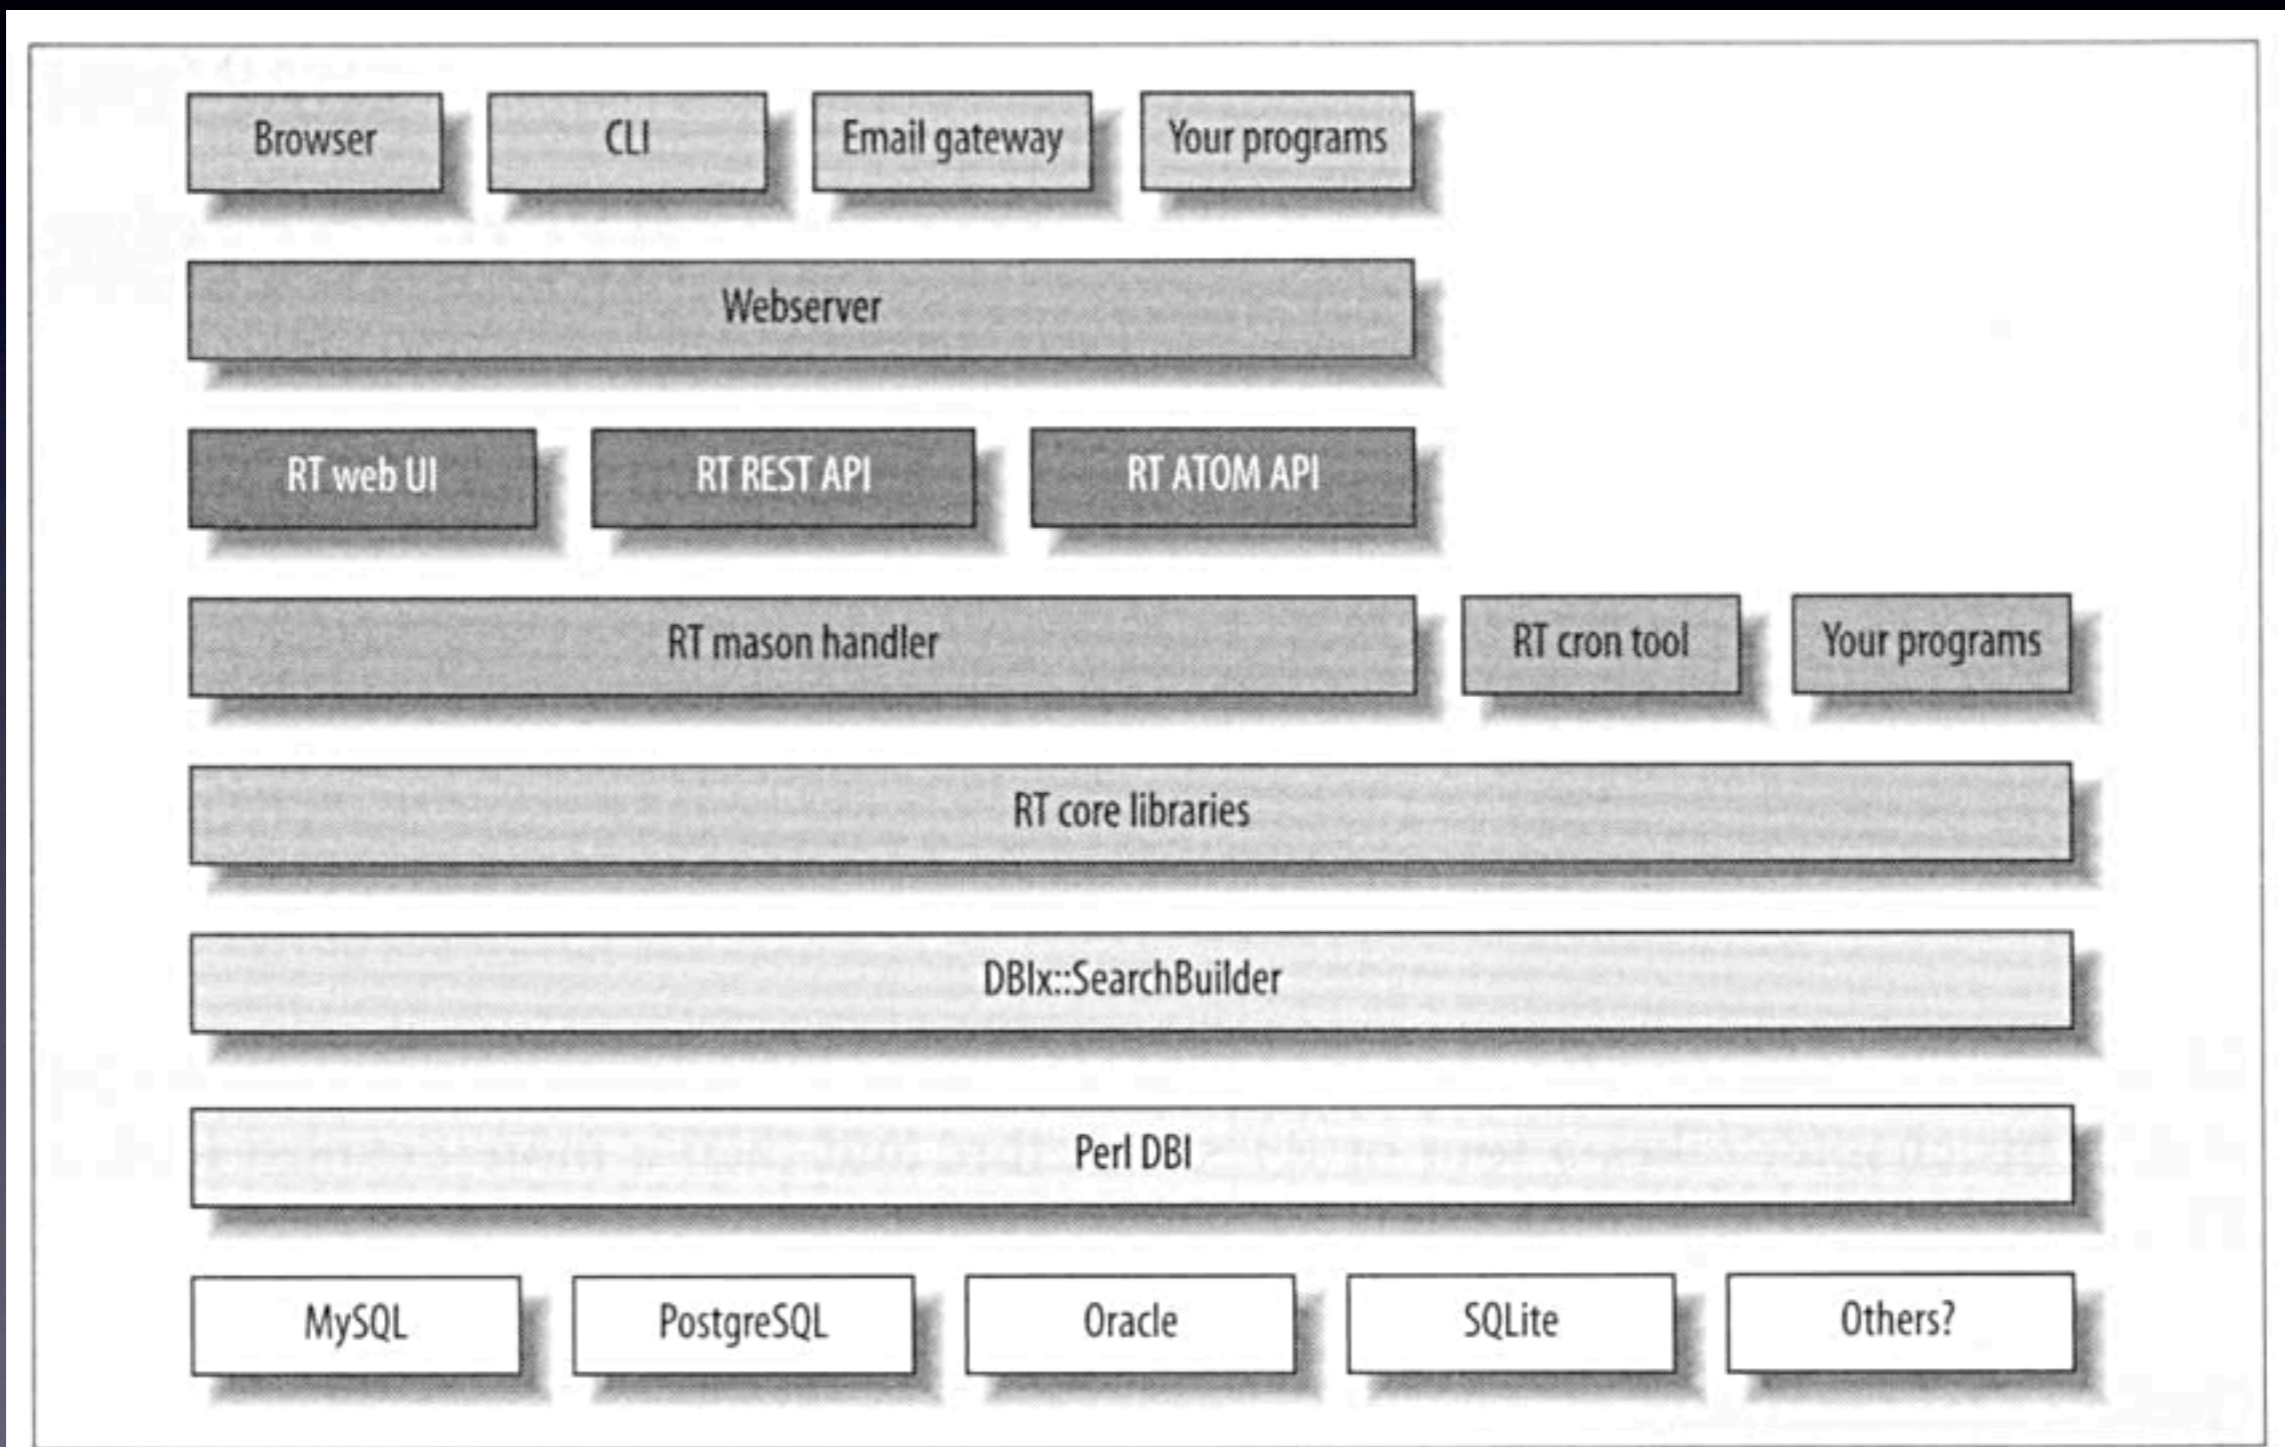 Browser
CLI
Email gateway
Your programs
Webserver
RT web UI
RT REST API
RT ATOM API
RT mason handler
RT cron tool
Your programs
RT core libraries
DBIx::SearchBuilder
Perl DBI
MySQL
PostgreSQL
Oracle
SQLite
Others?